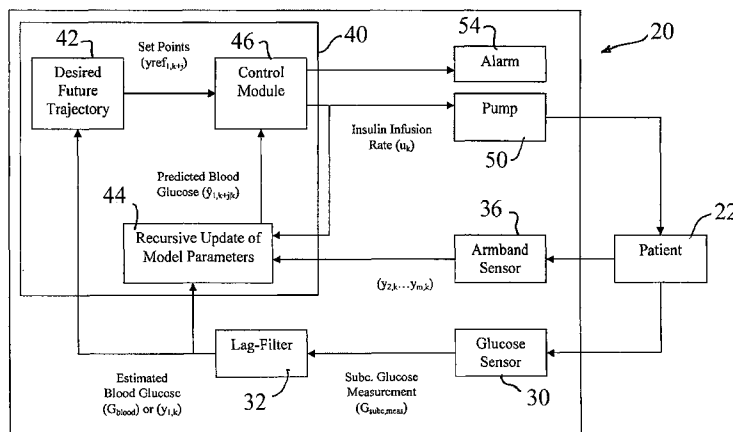 42
Set Points
(yref1,k+j)
46
40
54
20
Desired
Future
Trajectory
Control
Module
Alarm
Pump
Insulin Infusion
Rate (uk)
50
Predicted Blood
Glucose (ŷ1,k+j/k)
44
36
22
Recursive Update of
Model Parameters
Armband
Sensor
Patient
(y2,k…ym,k)
Lag-Filter
Glucose
Sensor
Estimated
Blood Glucose
(Gblood) or (y1,k)
32
Subc. Glucose
Measurement
(Gsubc,meas)
30